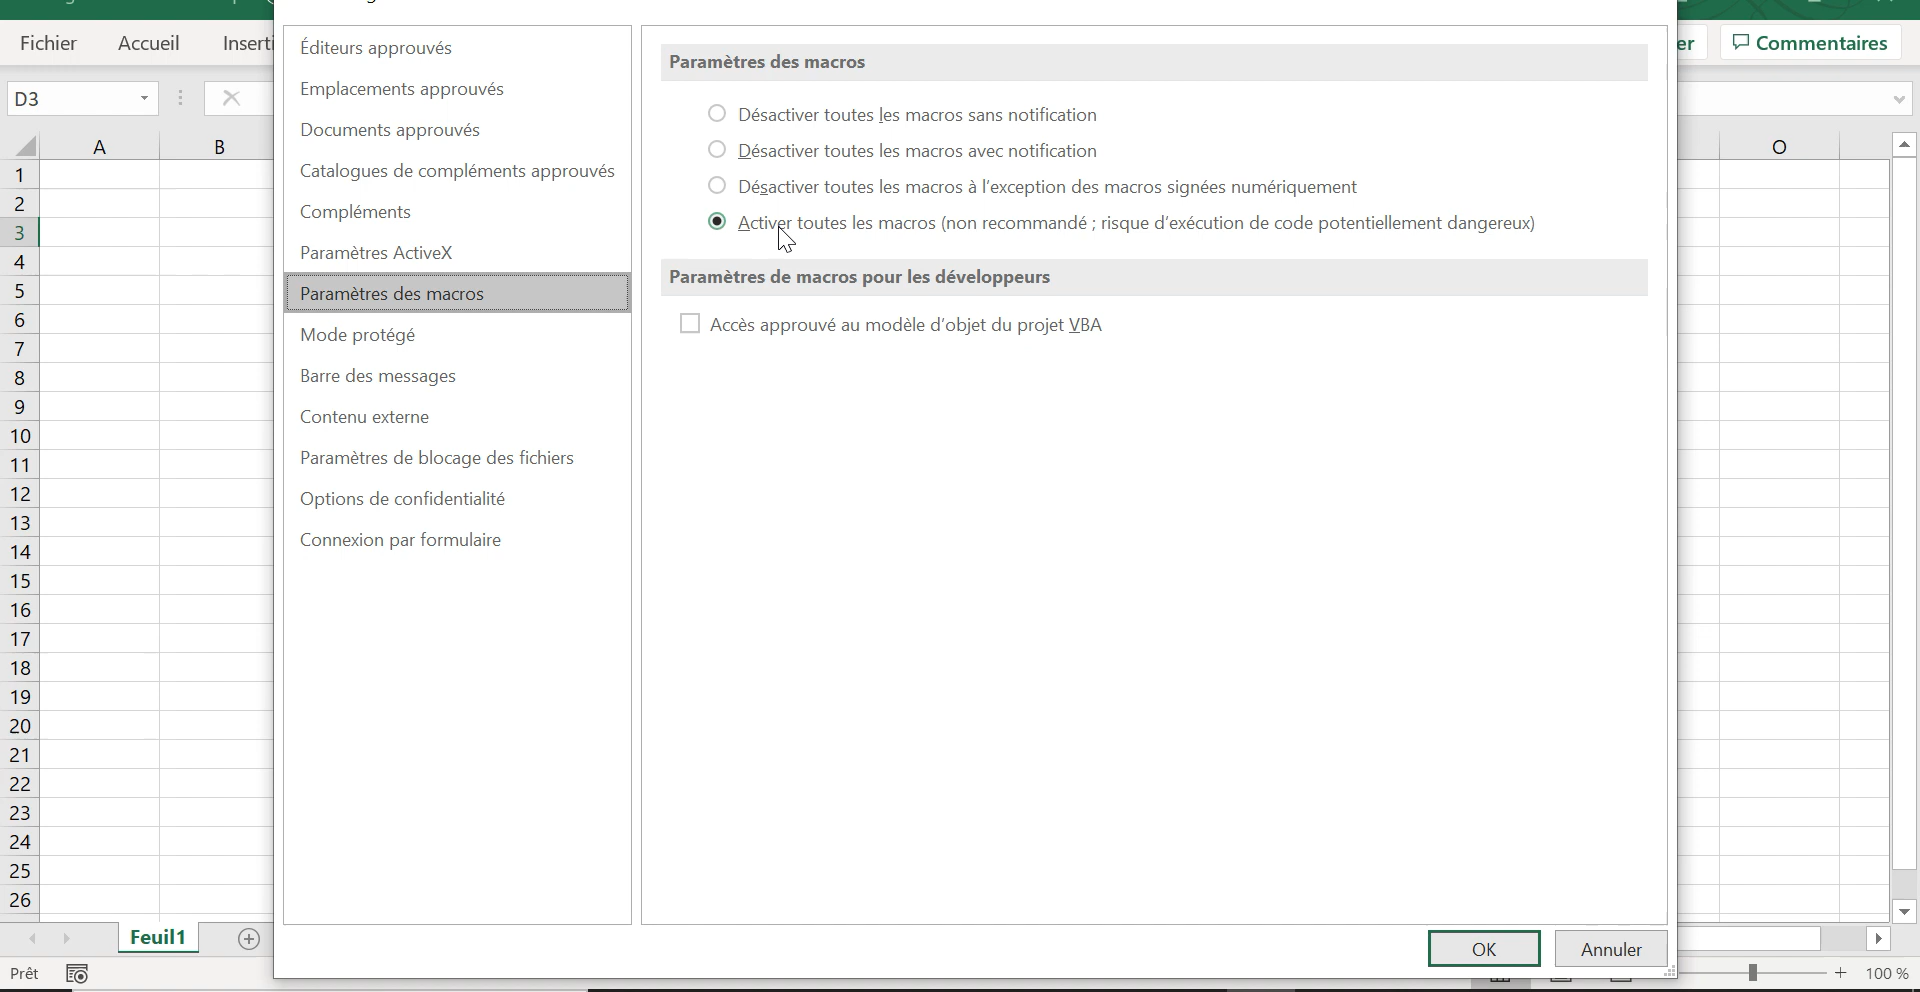 Fichier Accueil Inserti
er Commentaires
D3
A B O
1
2
3
4
5
6
7
8
9
10
11
12
13
14
15
16
17
18
19
20
21
22
23
24
25
26
Éditeurs approuvés
Emplacements approuvés
Documents approuvés
Catalogues de compléments approuvés
Compléments
Paramètres ActiveX
Paramètres des macros
Mode protégé
Barre des messages
Contenu externe
Paramètres de blocage des fichiers
Options de confidentialité
Connexion par formulaire
Paramètres des macros
Désactiver toutes les macros sans notification
Désactiver toutes les macros avec notification
Désactiver toutes les macros à l'exception des macros signées numériquement
Activer toutes les macros (non recommandé ; risque d'exécution de code potentiellement dangereux)
Paramètres de macros pour les développeurs
Accès approuvé au modèle d'objet du projet VBA
OK Annuler
Feuil1
Prêt
100 %